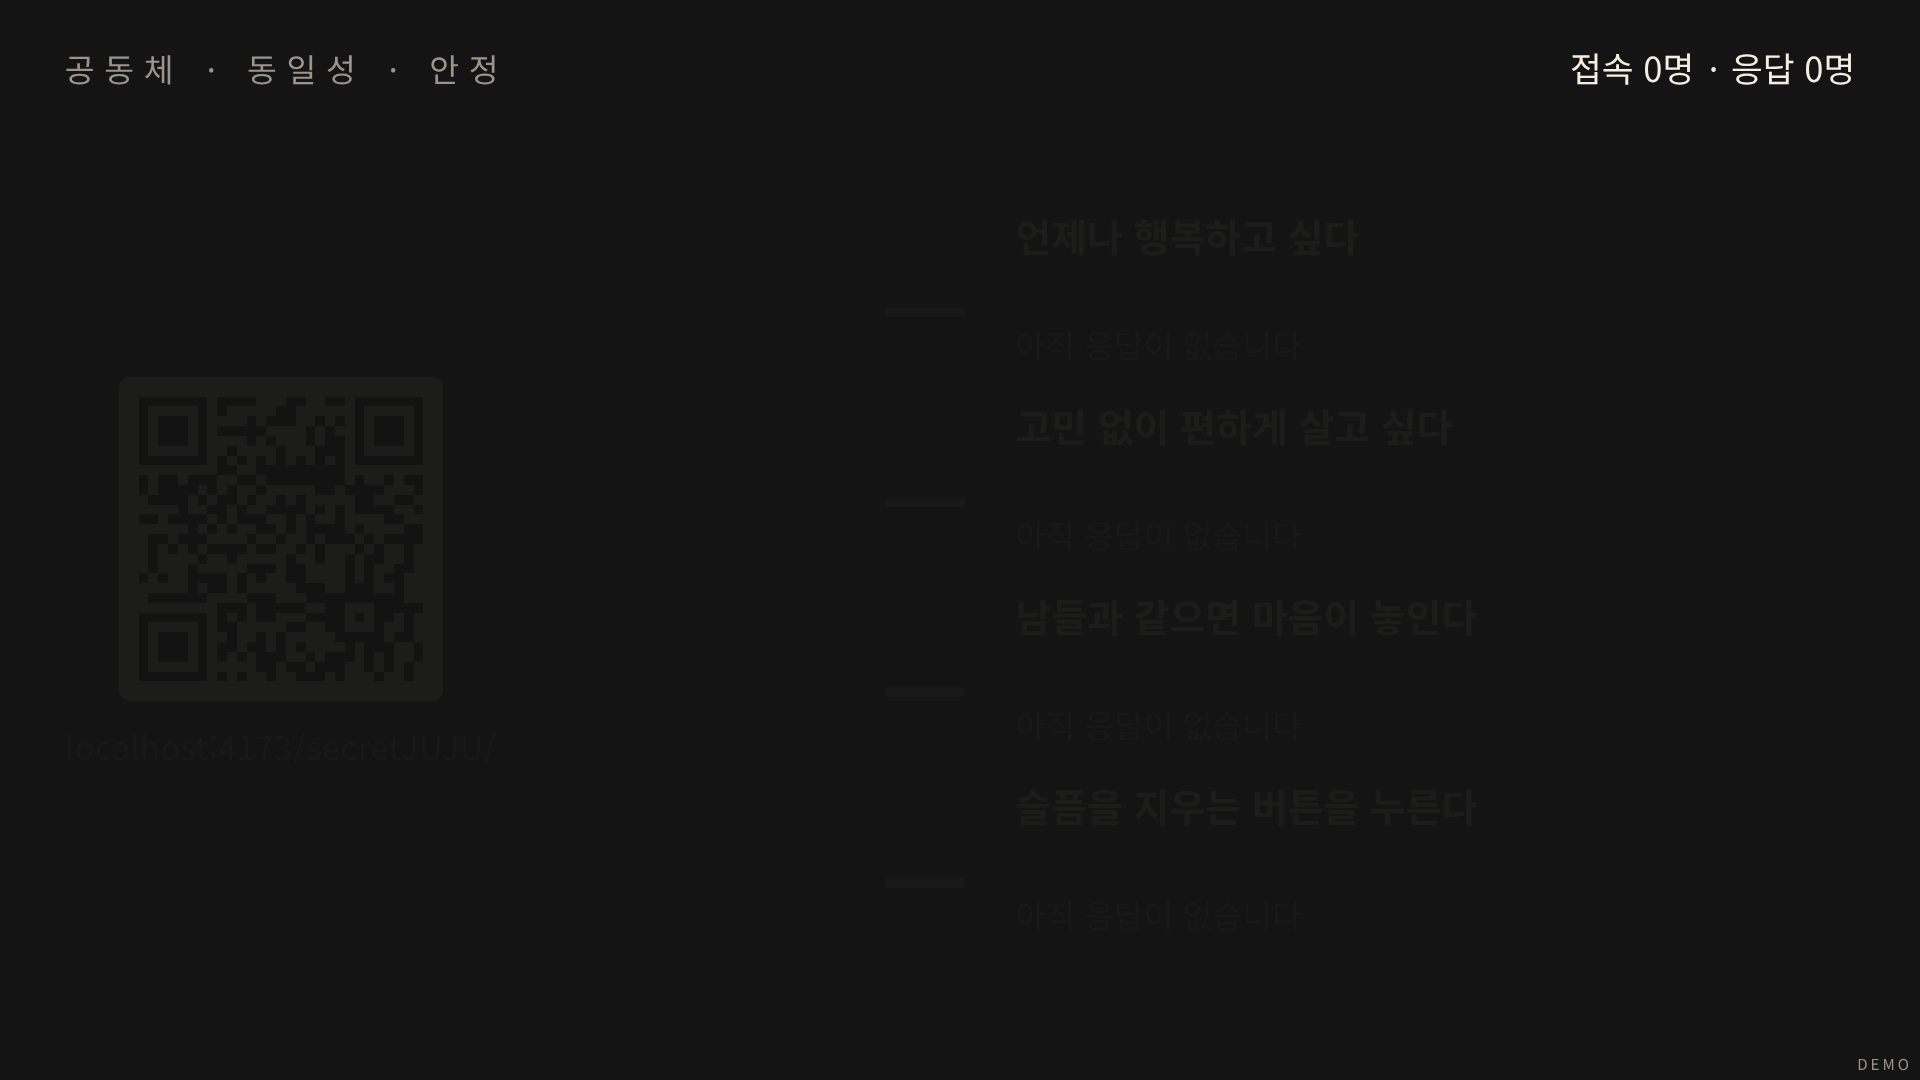 공동체 · 동일성 · 안정
접속 0명 · 응답 0명
언제나 행복하고 싶다
아직 응답이 없습니다
고민 없이 편하게 살고 싶다
아직 응답이 없습니다
남들과 같으면 마음이 놓인다
아직 응답이 없습니다
슬픔을 지우는 버튼을 누른다
아직 응답이 없습니다
localhost:4173/secretJUJU/
DEMO